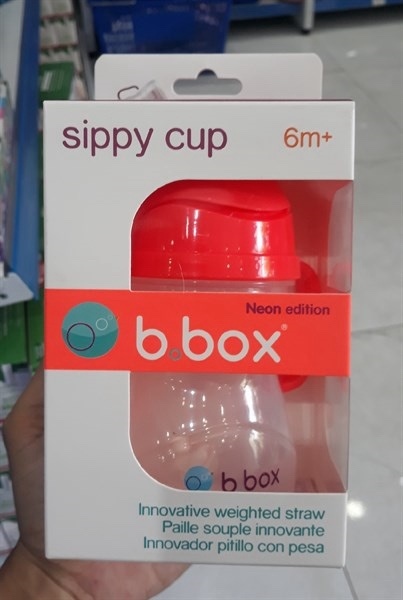 sippy cup
6m+
Neon edition
b.box®
b box
Innovative weighted straw
Paille souple innovante
Innovador pitillo con pesa